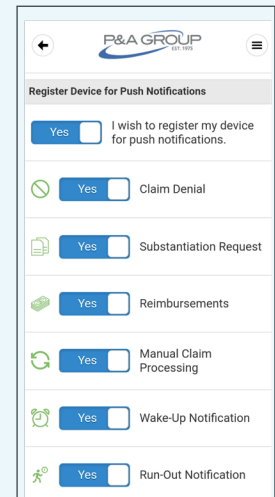 P&A GROUP
EST. 1975
Register Device for Push Notifications
Yes
I wish to register my device
for push notifications.
Yes
Claim Denial
Yes
Substantiation Request
Yes
Reimbursements
Yes
Manual Claim
Processing
Yes
Wake-Up Notification
Yes
Run-Out Notification